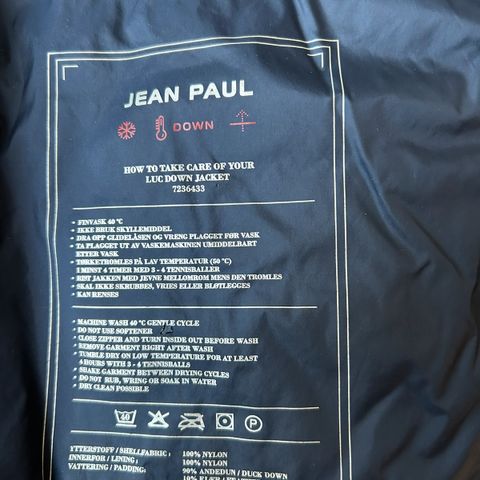 JEAN PAUL
DOWN
HOW TO TAKE CARE OF YOUR
LUC DOWN JACKET
7236433
FINVASK 40 °C
IKKE BRUK SKYLLEMIDDEL
DRA OPP GLIDELÅSEN OG VRENG PLAGGET FØR VASK
TA PLAGGET UT AV VASKEMASKINEN UMIDDELBART
ETTER VASK
TØRKETROMLES PÅ LAV TEMPERATUR (50 °C)
I MINST 4 TIMER MED 3 - 4 TENNISBALLER
RIST JAKKEN MED JEVNE MELLOMROM MENS DEN TROMLES
SKAL IKKE SKRUBBES, VRIES ELLER BLØTLEGGES
KAN RENSES
MACHINE WASH 40 °C GENTLE CYCLE
DO NOT USE SOFTENER
CLOSE ZIPPER AND TURN INSIDE OUT BEFORE WASH
REMOVE GARMENT RIGHT AFTER WASH
TUMBLE DRY ON LOW TEMPERATURE FOR AT LEAST
4 HOURS WITH 3 - 4 TENNISBALLS
SHAKE GARMENT BETWEEN DRYING CYCLES
DO NOT RUB, WRING OR SOAK IN WATER
DRY CLEAN POSSIBLE
40 P
YTTERSTOFF / SHELLFABRIC: 100% NYLON
INNERFOR / LINING: 100% NYLON
VATTERING / PADDING: 90% ANDEDUN / DUCK DOWN
10%